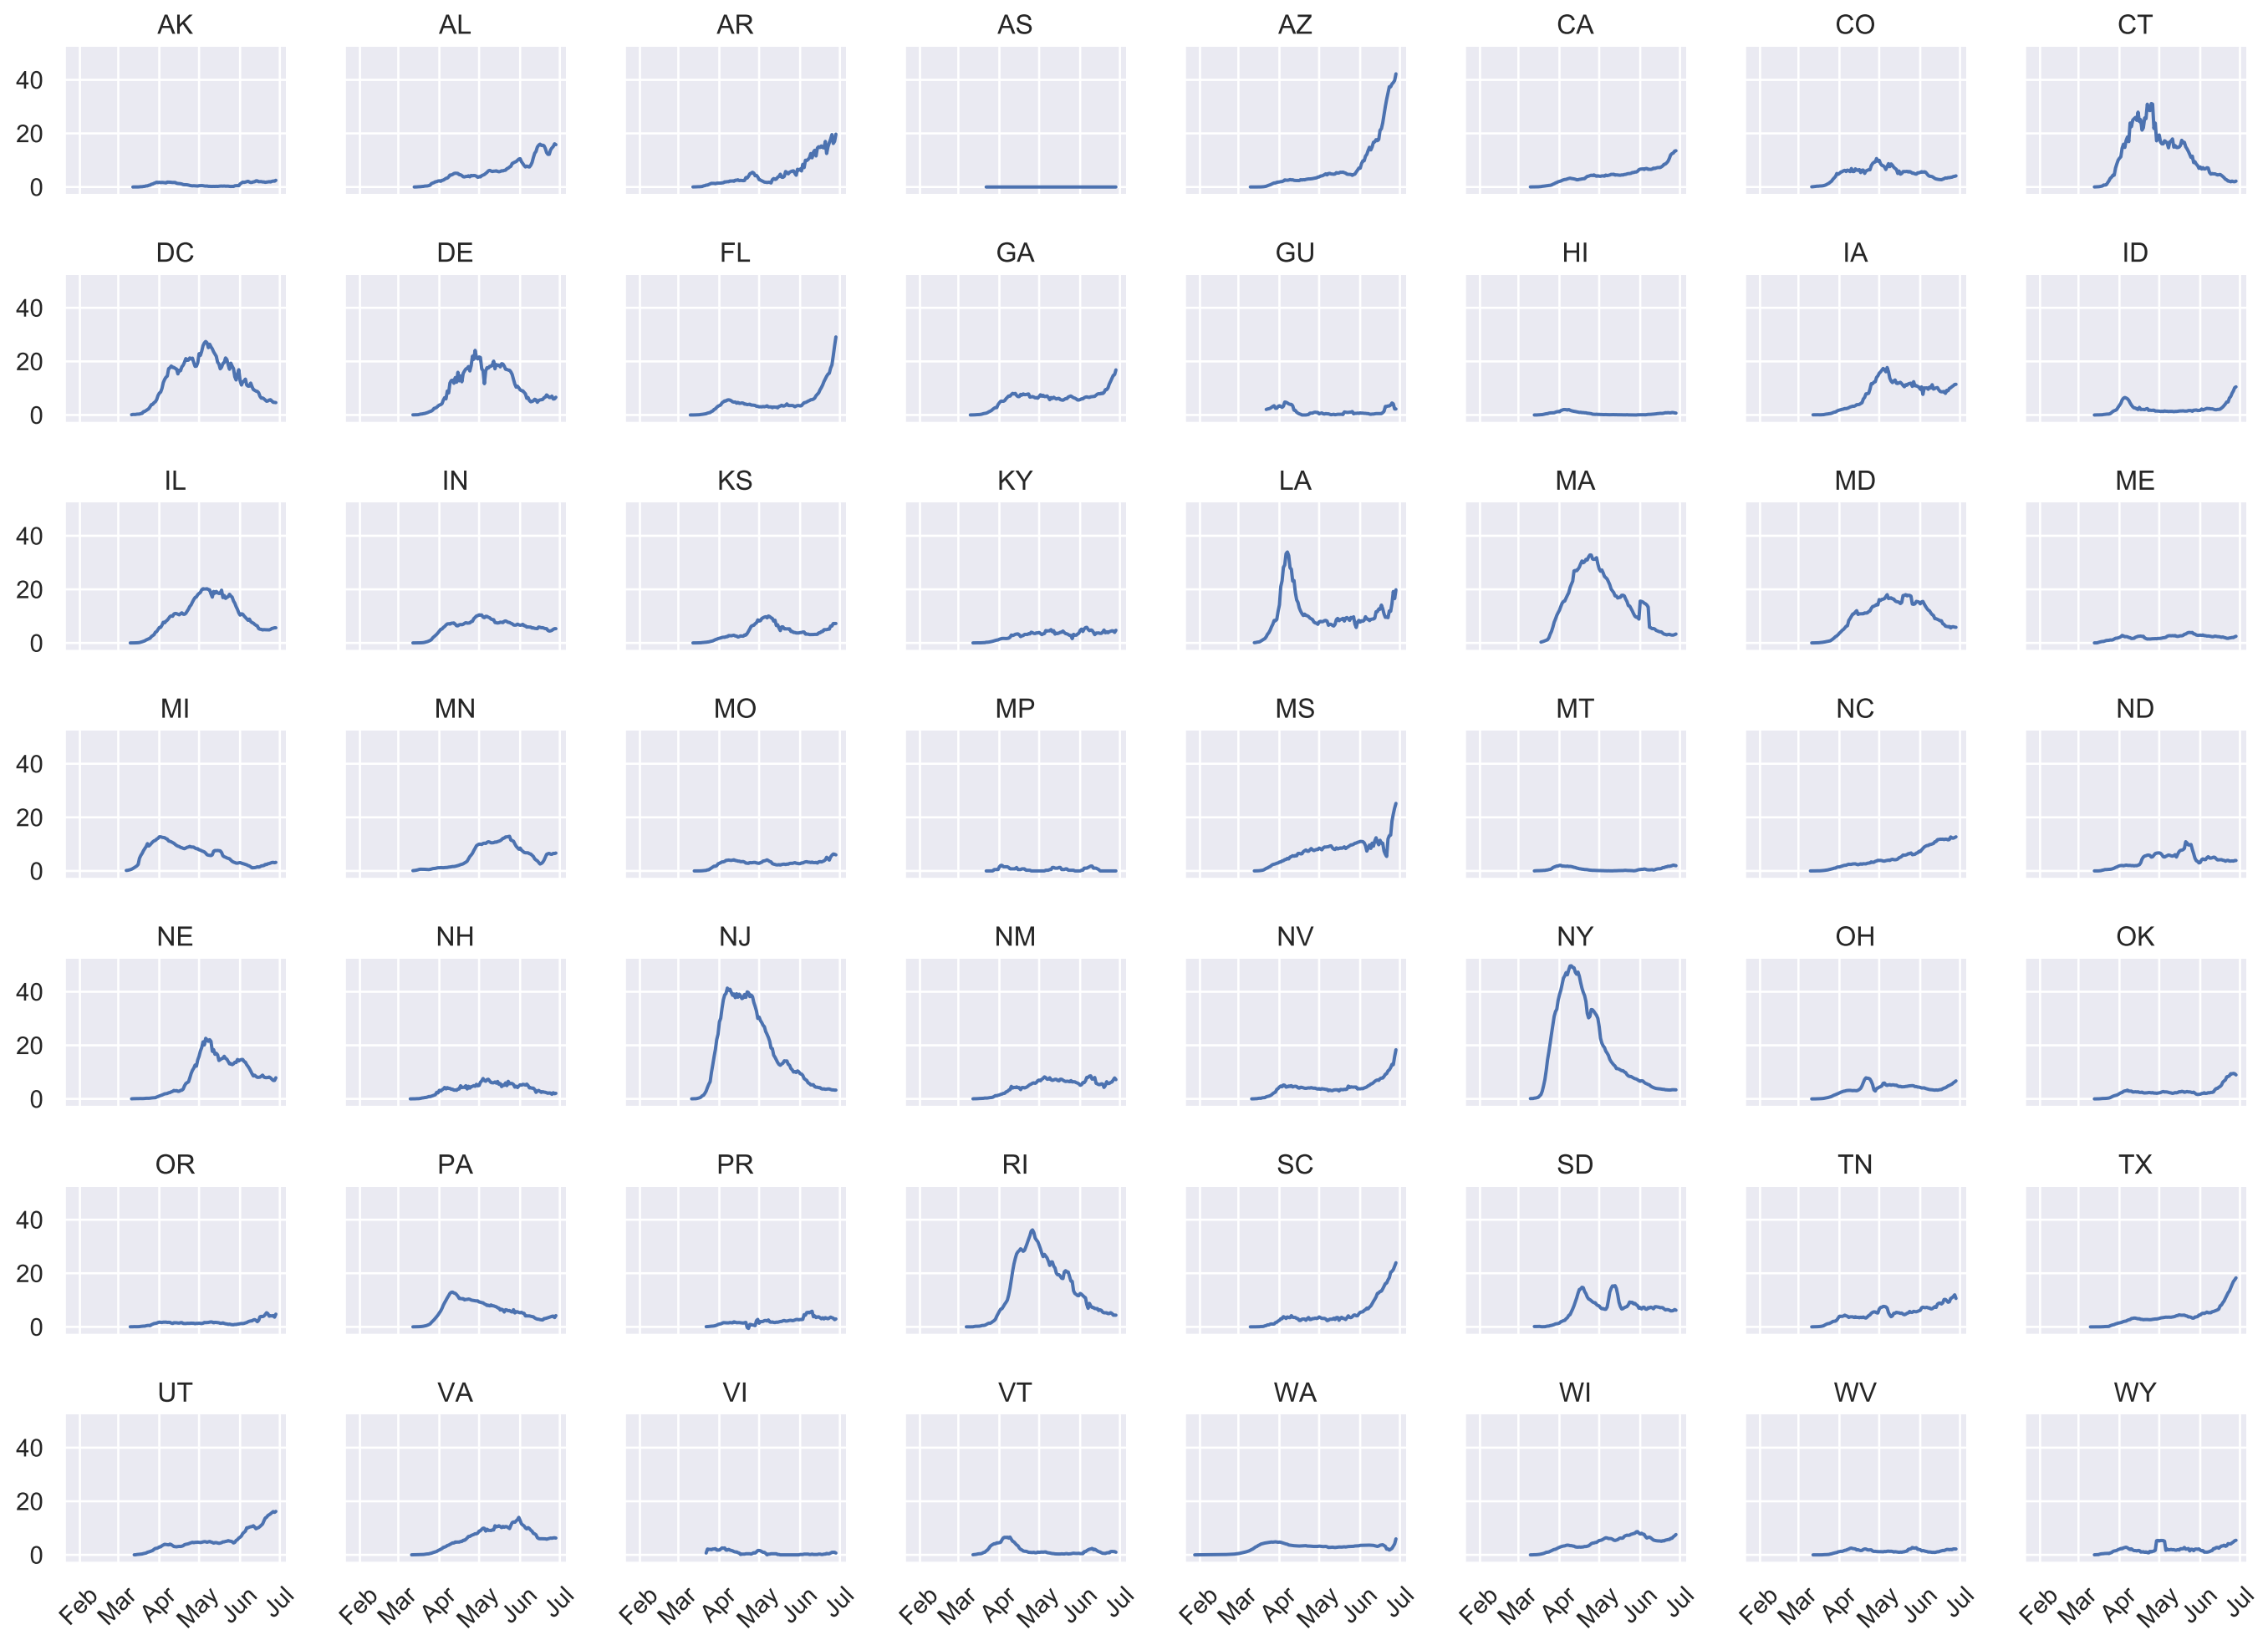 AK AL AR AS AZ CA CO CT
40
20
0
DC DE FL GA GU HI IA ID
40
20
0
IL IN KS KY LA MA MD ME
40
20
0
MI MN MO MP MS MT NC ND
40
20
0
NE NH NJ NM NV NY OH OK
40
20
0
OR PA PR RI SC SD TN TX
40
20
0
UT VA VI VT WA WI WV WY
40
20
0
Feb Mar Apr May Jun Jul Feb Mar Apr May Jun Jul Feb Mar Apr May Jun Jul Feb Mar Apr May Jun Jul Feb Mar Apr May Jun Jul Feb Mar Apr May Jun Jul Feb Mar Apr May Jun Jul Feb Mar Apr May Jun Jul